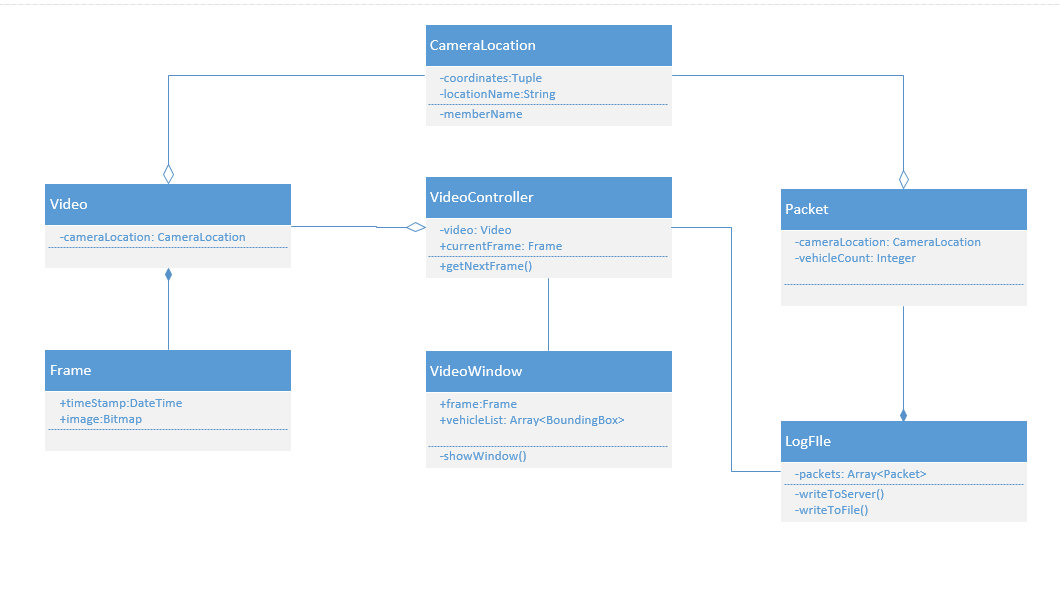 CameraLocation
-coordinates:Tuple
-locationName:String
-memberName
Video
-cameraLocation: CameraLocation
VideoController
-video: Video
+currentFrame: Frame
+getNextFrame()
Packet
-cameraLocation: CameraLocation
-vehicleCount: Integer
Frame
+timeStamp:DateTime
+image:Bitmap
VideoWindow
+frame:Frame
+vehicleList: Array<BoundingBox>
-showWindow()
LogFIle
-packets: Array<Packet>
-writeToServer()
-writeToFile()